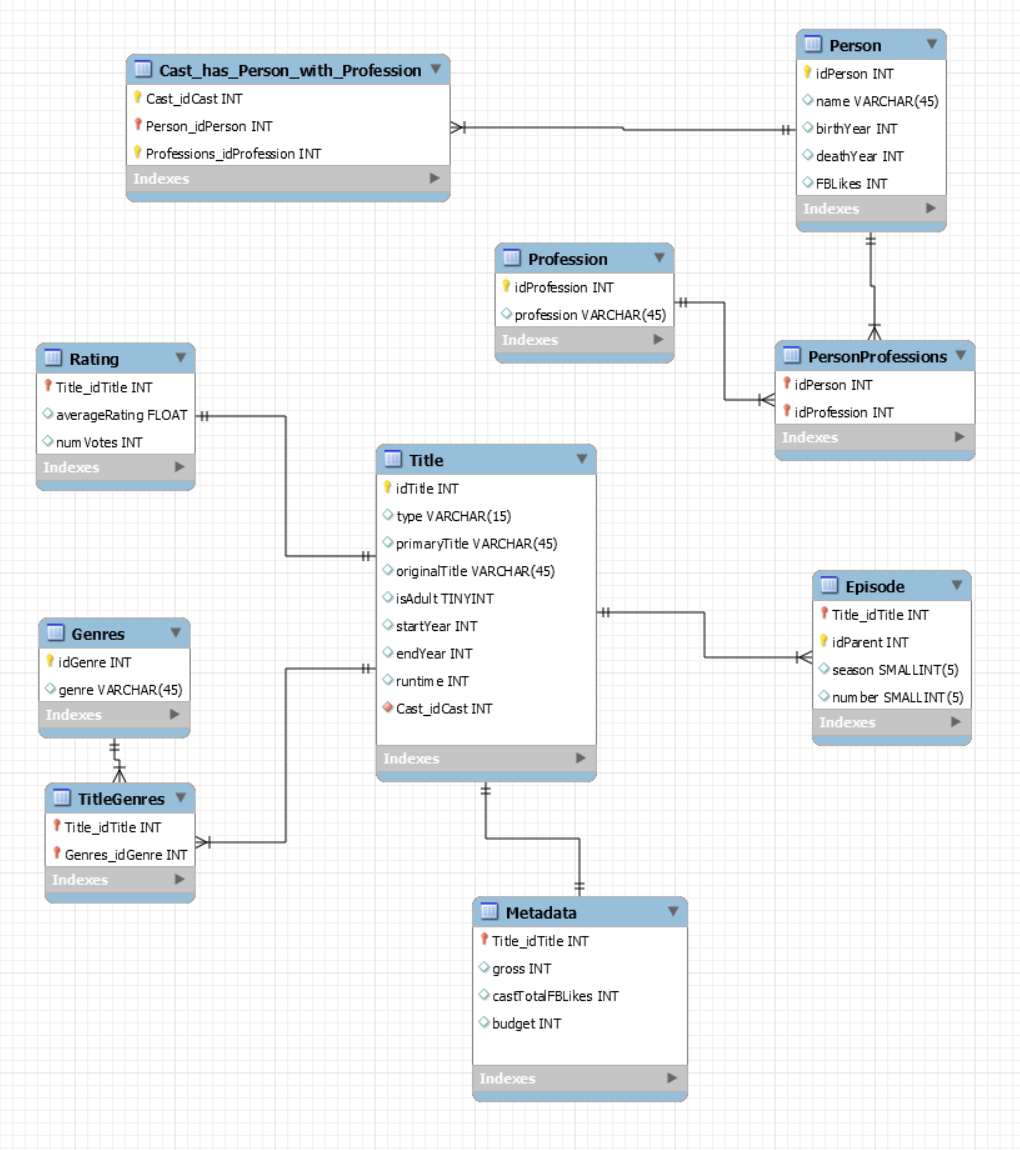 Cast_has_Person_with_Profession
Cast_idCast INT
Person_idPerson INT
Professions_idProfession INT
Indexes
Person
idPerson INT
name VARCHAR(45)
birthYear INT
deathYear INT
FBLikes INT
Indexes
Profession
idProfession INT
profession VARCHAR(45)
Indexes
PersonProfessions
idPerson INT
idProfession INT
Indexes
Rating
Title_idTitle INT
averageRating FLOAT
numVotes INT
Indexes
Title
idTitle INT
type VARCHAR(15)
primaryTitle VARCHAR(45)
originalTitle VARCHAR(45)
isAdult TINYINT
startYear INT
endYear INT
runtime INT
Cast_idCast INT
Indexes
Episode
Title_idTitle INT
idParent INT
season SMALLINT(5)
number SMALLINT(5)
Indexes
Genres
idGenre INT
genre VARCHAR(45)
Indexes
TitleGenres
Title_idTitle INT
Genres_idGenre INT
Indexes
Metadata
Title_idTitle INT
gross INT
castTotalFBLikes INT
budget INT
Indexes